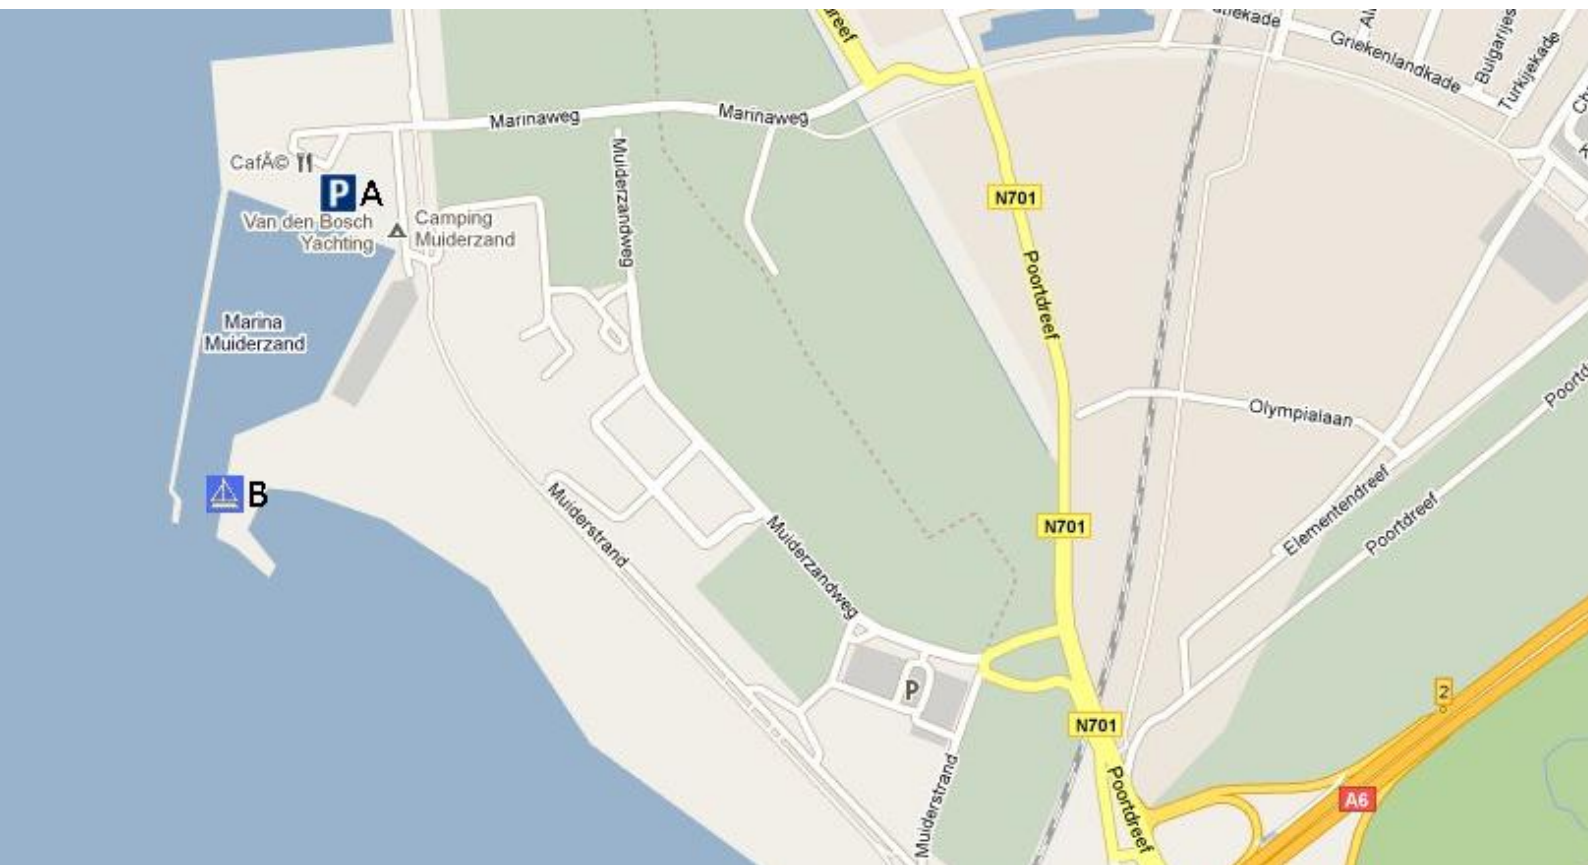 Griekenlandkade
Bulgarije
Turkijekade
Marinaweg
Marinaweg
CafÃ©
P A
Van den Bosch
Yachting
Camping
Muiderzand
Muiderzandweg
N701
Poortdreef
Marina
Muiderzand
Olympialaan
B
Muiderstrand
N701
Elementendreef
Poortdreef
Muiderzandweg
P
2
N701
A6
Muiderstrand
Poortdreef